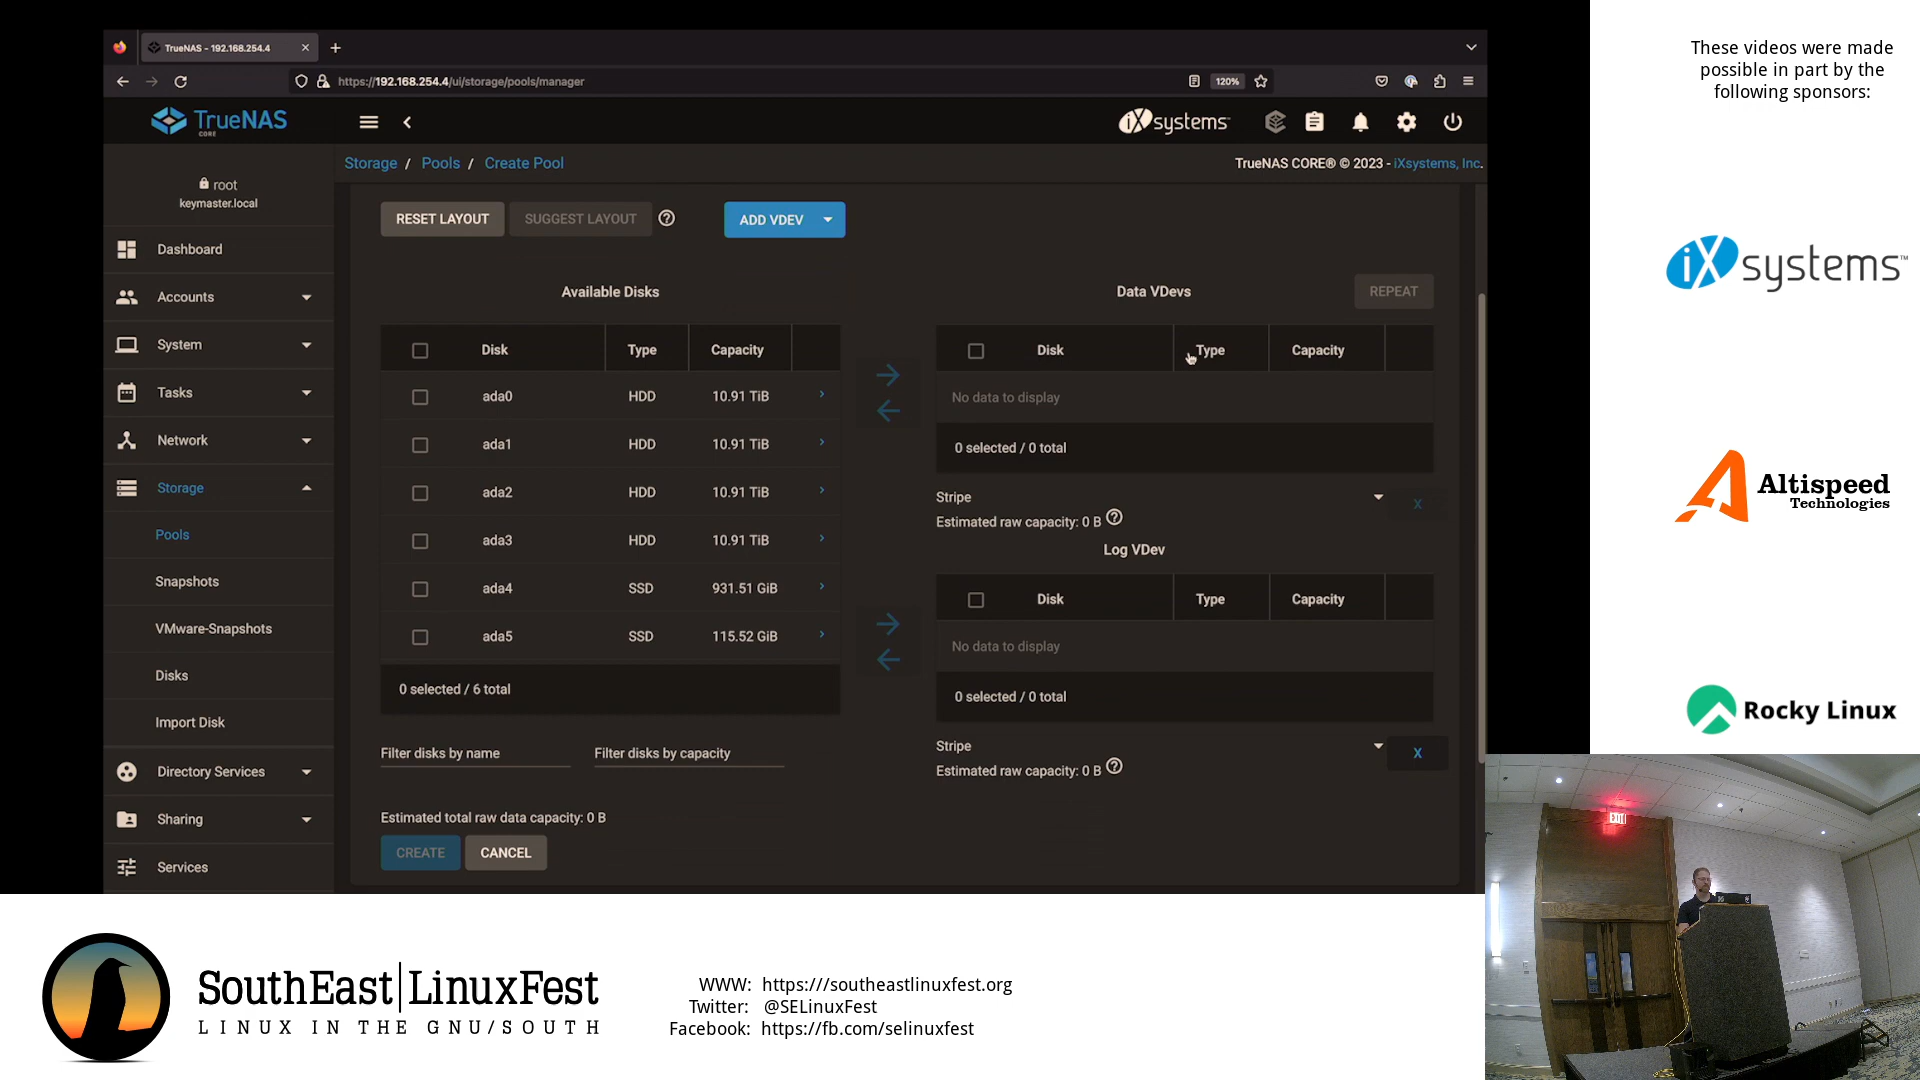 TrueNAS - 192.168.254.4
https://192.168.254.4/ui/storage/pools/manager
120%
TrueNAS
CORE
iXsystems
Storage / Pools / Create Pool
TrueNAS CORE® © 2023 - iXsystems, Inc.
root
keymaster.local
Dashboard
Accounts
System
Tasks
Network
Storage
Pools
Snapshots
VMware-Snapshots
Disks
Import Disk
Directory Services
Sharing
Services
RESET LAYOUT
SUGGEST LAYOUT
ADD VDEV
Available Disks
Disk Type Capacity
ada0 HDD 10.91 TiB
ada1 HDD 10.91 TiB
ada2 HDD 10.91 TiB
ada3 HDD 10.91 TiB
ada4 SSD 931.51 GiB
ada5 SSD 115.52 GiB
0 selected / 6 total
Filter disks by name
Filter disks by capacity
Data VDevs
REPEAT
Disk Type Capacity
No data to display
0 selected / 0 total
Stripe
X
Estimated raw capacity: 0 B
Log VDev
Disk Type Capacity
No data to display
0 selected / 0 total
Stripe
X
Estimated raw capacity: 0 B
Estimated total raw data capacity: 0 B
CREATE
CANCEL
These videos were made
possible in part by the
following sponsors:
iXsystems™
Altispeed
Technologies
Rocky Linux
EXIT
SouthEast|LinuxFest
LINUX IN THE GNU/SOUTH
WWW: https:///southeastlinuxfest.org
Twitter: @SELinuxFest
Facebook: https://fb.com/selinuxfest